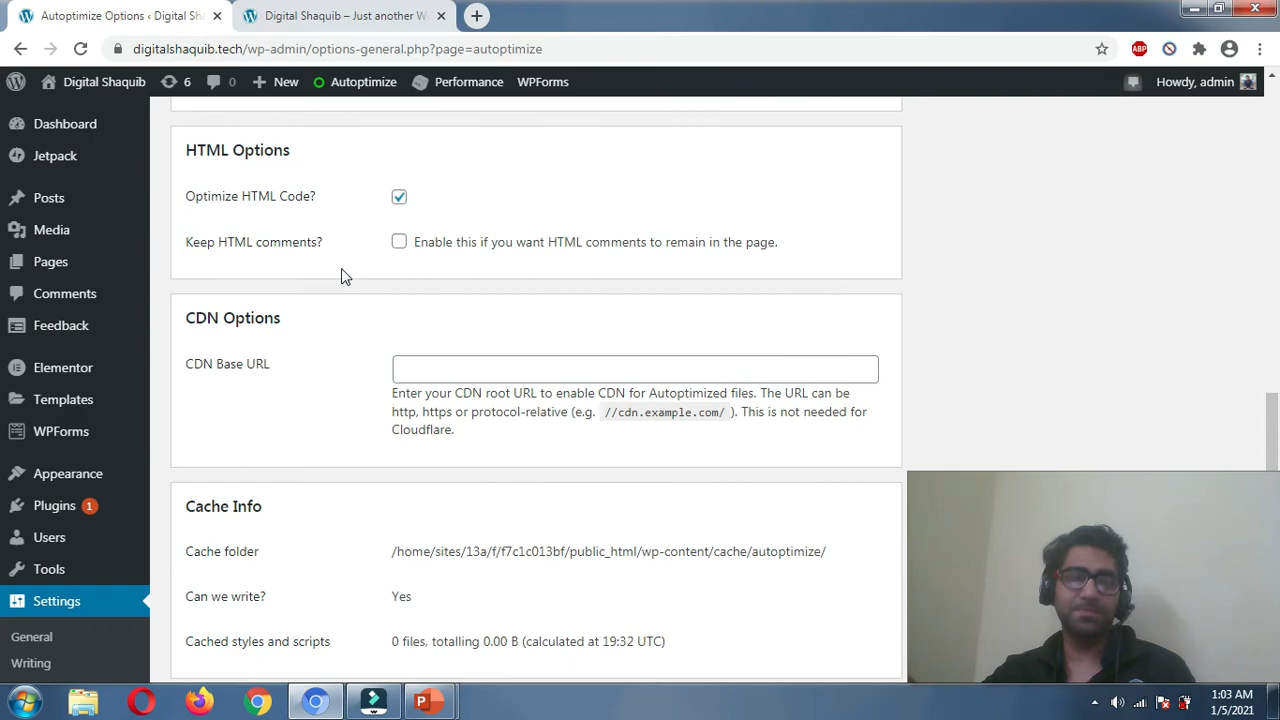 Autoptimize Options ‹ Digital Sha
Digital Shaquib – Just another W
digitalshaquib.tech/wp-admin/options-general.php?page=autoptimize
ABP
Digital Shaquib
6
0
New
Autoptimize
Performance
WPForms
Howdy, admin
Dashboard
Jetpack
Posts
Media
Pages
Comments
Feedback
Elementor
Templates
WPForms
Appearance
Plugins 1
Users
Tools
Settings
General
Writing
HTML Options
Optimize HTML Code?
Keep HTML comments?
Enable this if you want HTML comments to remain in the page.
CDN Options
CDN Base URL
Enter your CDN root URL to enable CDN for Autoptimized files. The URL can be
http, https or protocol-relative (e.g. //cdn.example.com/ ). This is not needed for
Cloudflare.
Cache Info
Cache folder
/home/sites/13a/f/f7c1c013bf/public_html/wp-content/cache/autoptimize/
Can we write?
Yes
Cached styles and scripts
0 files, totalling 0.00 B (calculated at 19:32 UTC)
1:03 AM
1/5/2021